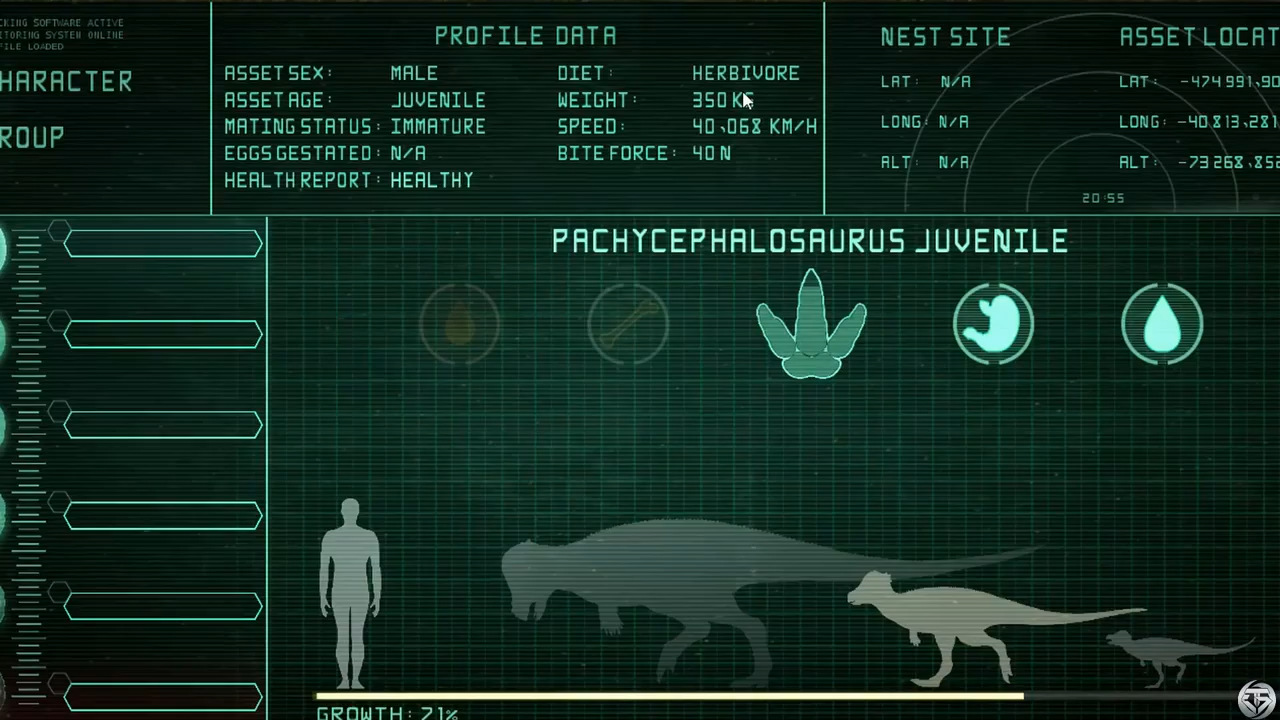 CKING SOFTWARE ACTIVE
ITORING SYSTEM ONLINE
FILE LOADED
HARACTER
ROUP
PROFILE DATA
ASSET SEX: MALE
ASSET AGE: JUVENILE
MATING STATUS: IMMATURE
EGGS GESTATED: N/A
HEALTH REPORT: HEALTHY
DIET: HERBIVORE
WEIGHT: 350 KG
SPEED: 40,068 KM/H
BITE FORCE: 40 N
NEST SITE
LAT: N/A
LONG: N/A
ALT: N/A
ASSET LOCAT
LAT: -474 991,90
LONG: -40 813,281
ALT: -73 268,852
20:55
PACHYCEPHALOSAURUS JUVENILE
GROWTH: 71%